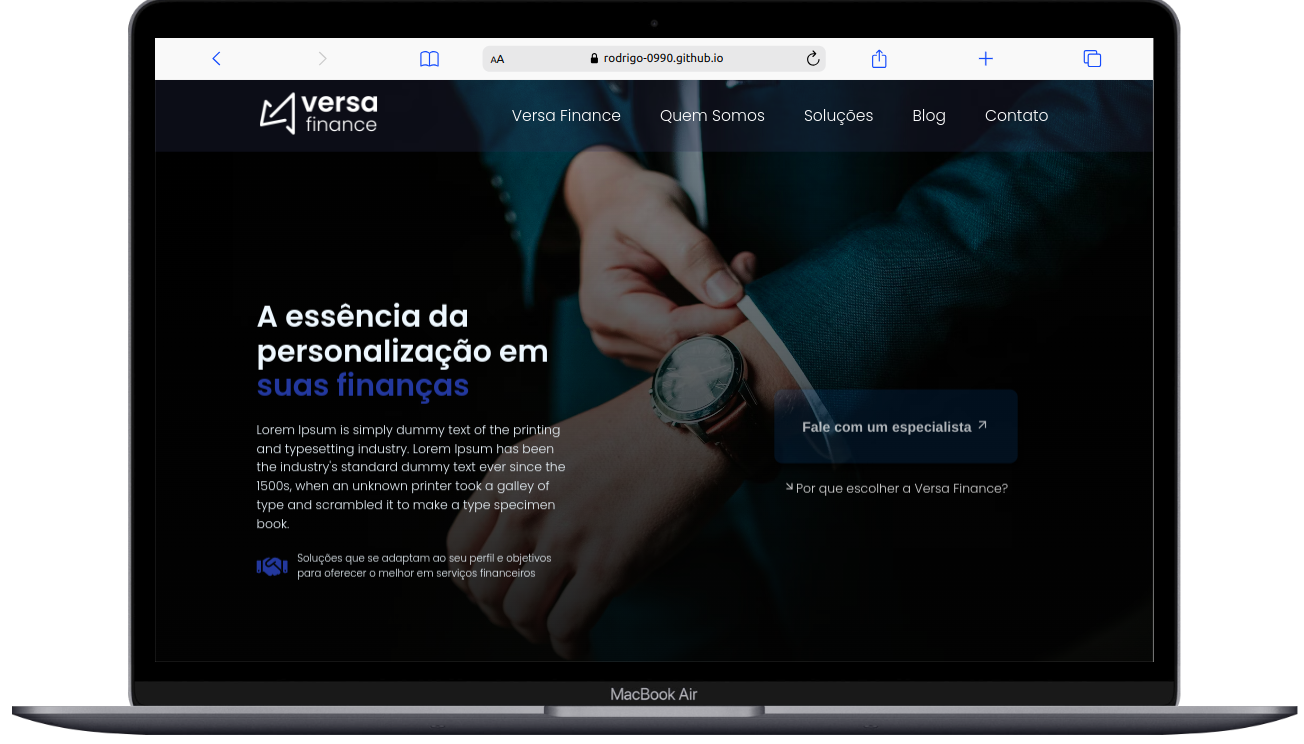 AA rodrigo-0990.github.io
versa
finance
Versa Finance Quem Somos Soluções Blog Contato
A essência da
personalização em
suas finanças
Lorem Ipsum is simply dummy text of the printing
and typesetting industry. Lorem Ipsum has been
the industry's standard dummy text ever since the
1500s, when an unknown printer took a galley of
type and scrambled it to make a type specimen
book.
Soluções que se adaptam ao seu perfil e objetivos
para oferecer o melhor em serviços financeiros
Fale com um especialista
Por que escolher a Versa Finance?
MacBook Air